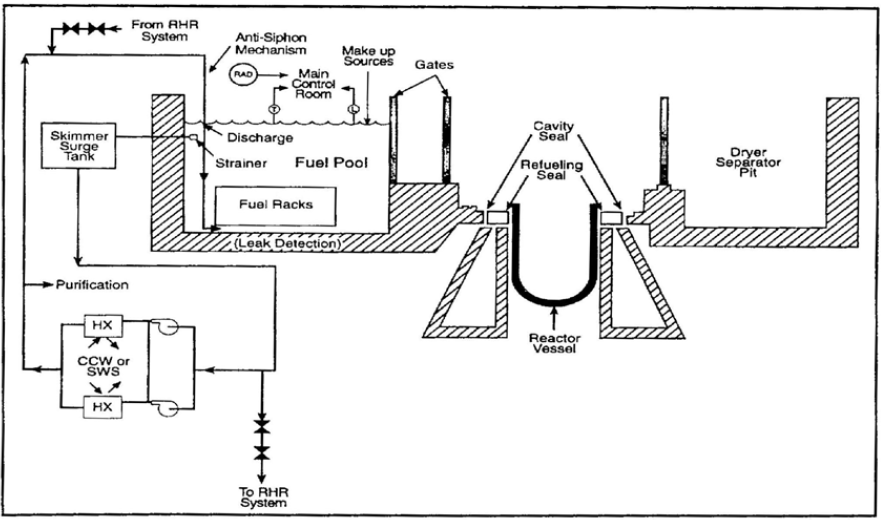 From RHR
System
Anti-Siphon
Mechanism
Make up
Sources
Gates
RAD
Main
Control
Room
T
L
Skimmer
Surge
Tank
Discharge
Strainer
Fuel Pool
Fuel Racks
(Leak Detection)
Cavity
Seal
Refueling
Seal
Dryer
Separator
Pit
Purification
HX
CCW or
SWS
HX
Reactor
Vessel
To RHR
System